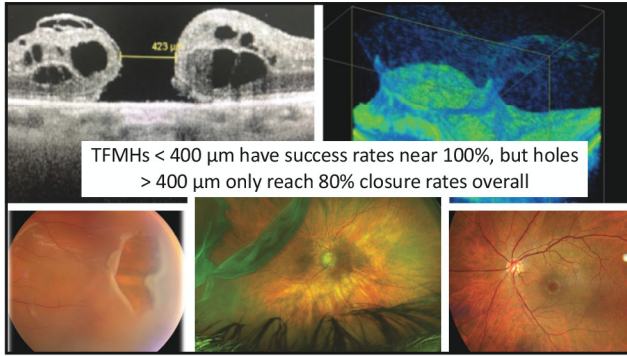 423 µm
TFMHs < 400 µm have success rates near 100%, but holes
> 400 µm only reach 80% closure rates overall